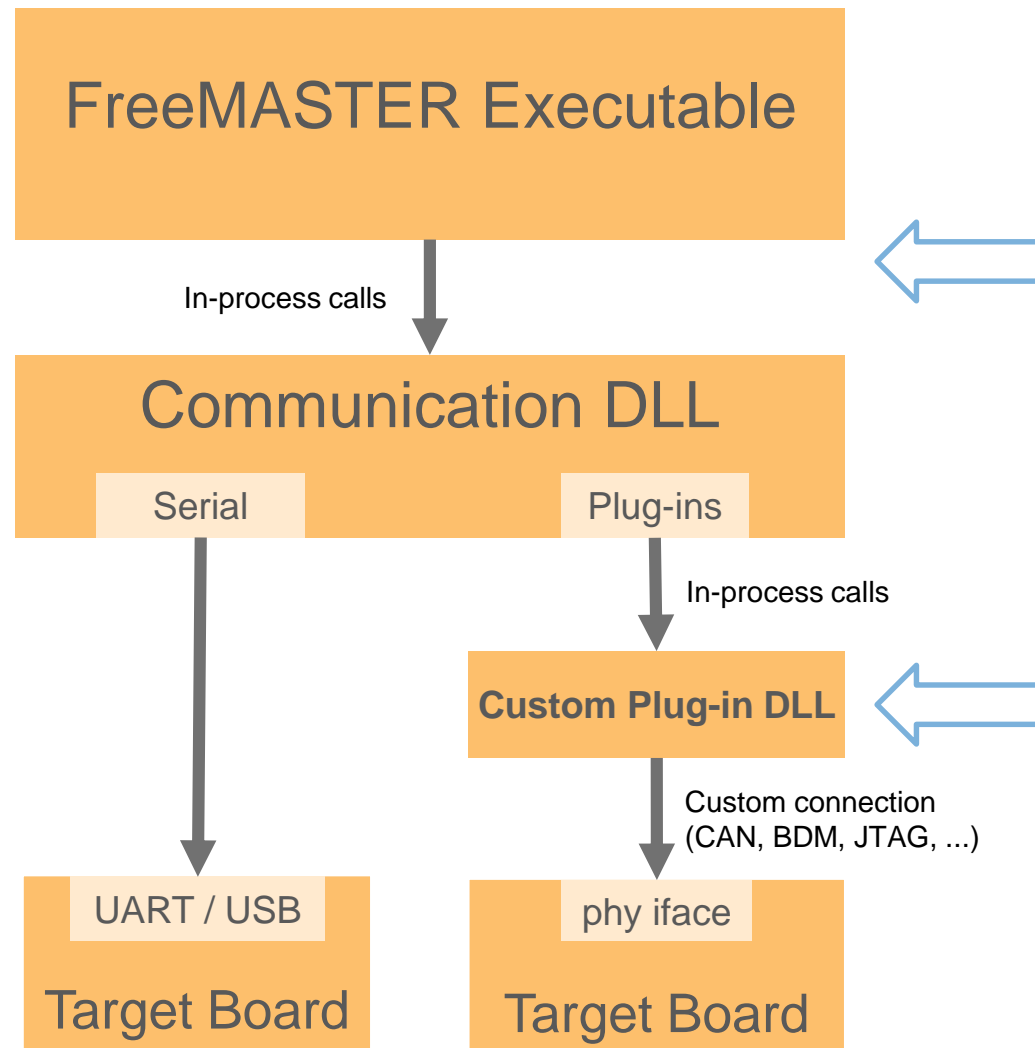 FreeMASTER Executable
In-process calls
Communication DLL
Serial
Plug-ins
In-process calls
Custom Plug-in DLL
Custom connection
(CAN, BDM, JTAG, ...)
UART / USB
phy iface
Target Board
Target Board